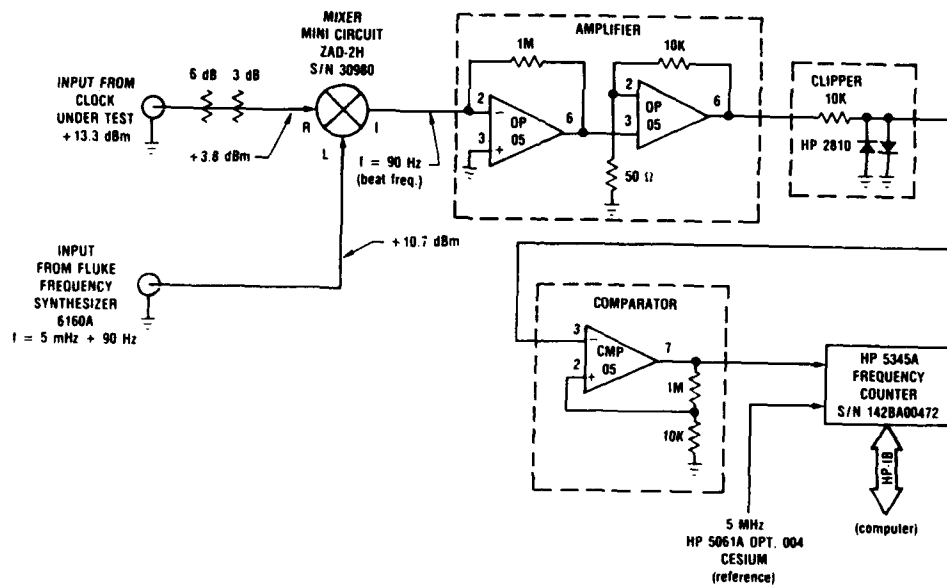 MIXER
MINI CIRCUIT
ZAD-2H
S/N 30980
INPUT FROM
CLOCK
UNDER TEST
+13.3 dBm
6 dB
3 dB
R
I
L
+3.8 dBm
f = 90 Hz
(beat freq.)
+10.7 dBm
INPUT
FROM FLUKE
FREQUENCY
SYNTHESIZER
6160A
f = 5 mHz + 90 Hz
AMPLIFIER
1M
2
−
3
+
OP
05
6
10K
2
−
3
OP
05
6
50 Ω
CLIPPER
10K
HP 2810
COMPARATOR
3
−
2
+
CMP
05
7
1M
10K
HP 5345A
FREQUENCY
COUNTER
S/N 142BA00472
HP-IB
(computer)
5 MHz
HP 5061A OPT. 004
CESIUM
(reference)